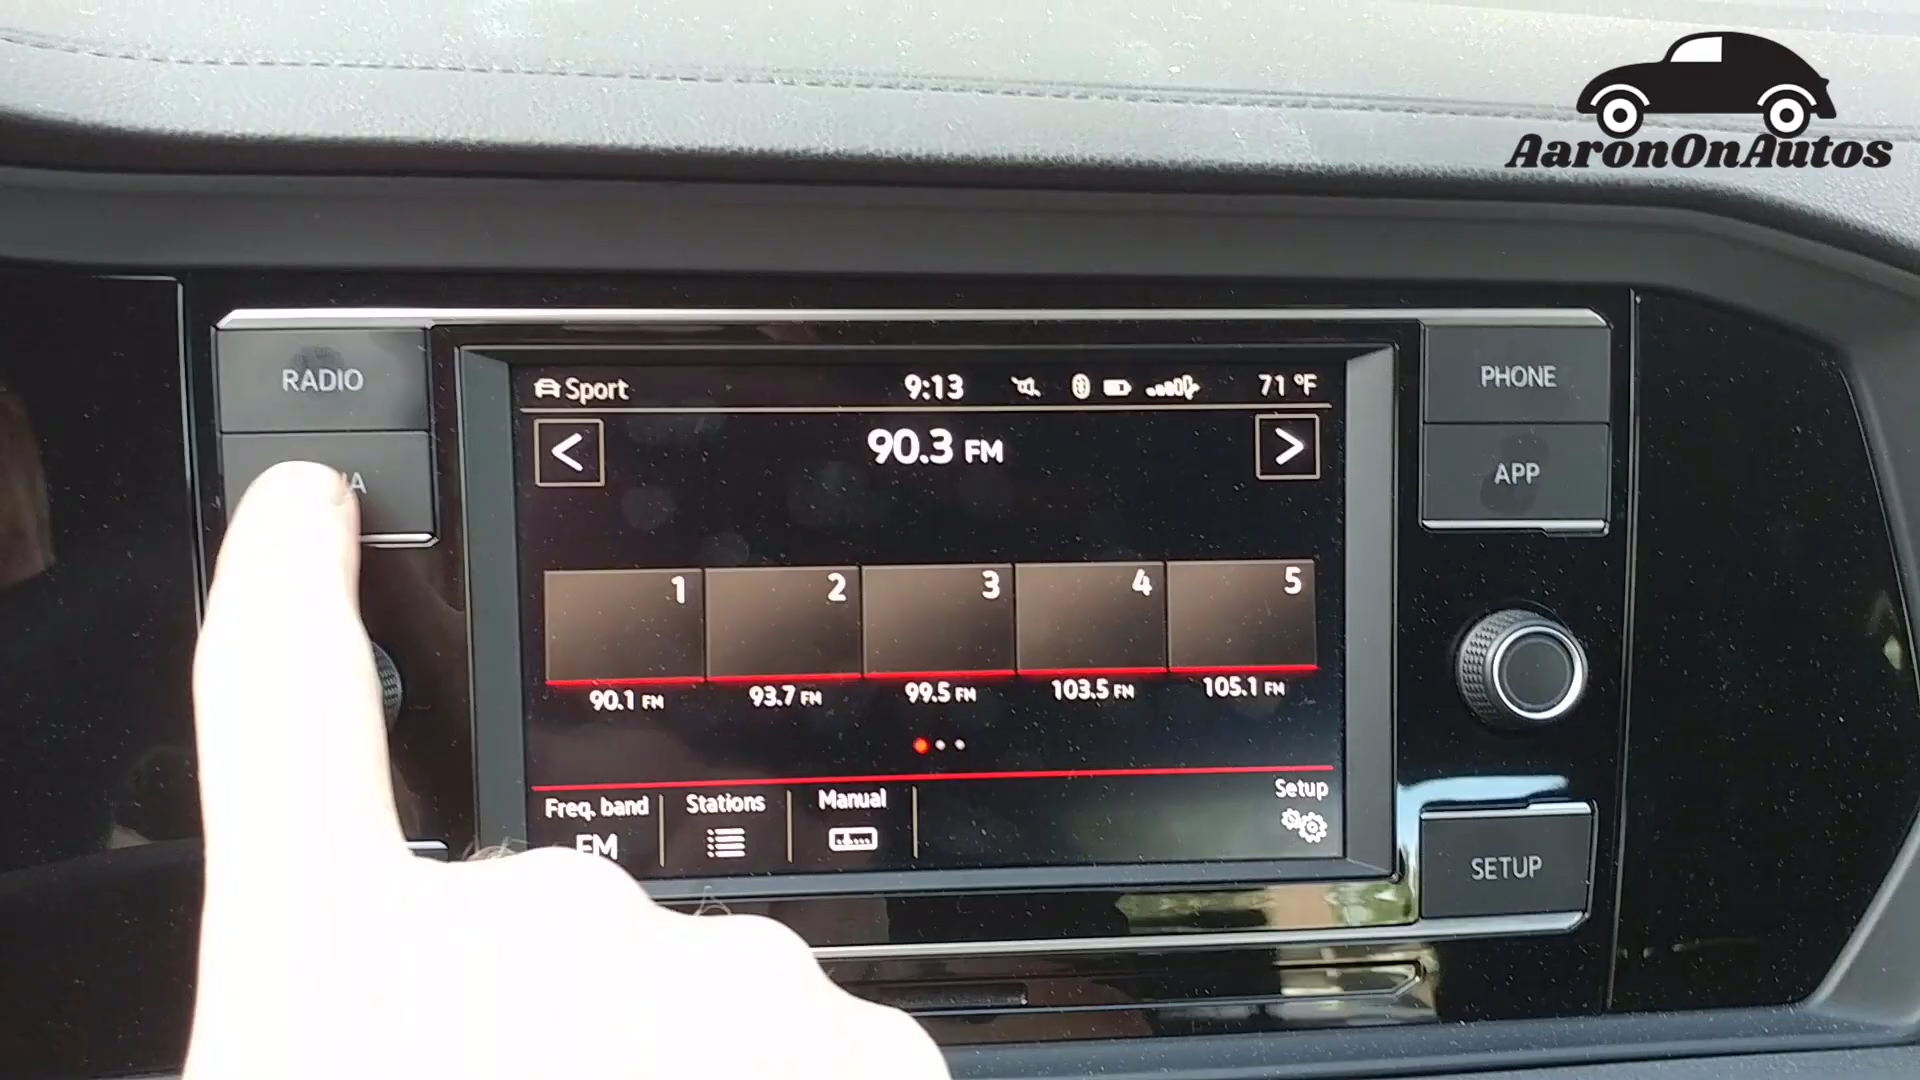 AaronOnAutos
RADIO
PHONE
APP
SETUP
Sport 9:13 71 °F
90.3 FM
< >
1 2 3 4 5
90.1 FM 93.7 FM 99.5 FM 103.5 FM 105.1 FM
Freq. band Stations Manual Setup
FM